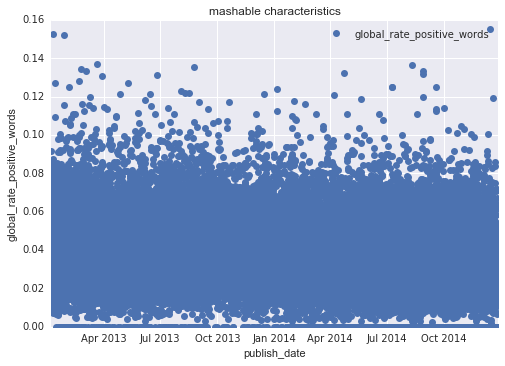 mashable characteristics
global_rate_positive_words
global_rate_positive_words
0.16
0.14
0.12
0.10
0.08
0.06
0.04
0.02
0.00
Apr 2013 Jul 2013 Oct 2013 Jan 2014 Apr 2014 Jul 2014 Oct 2014
publish_date